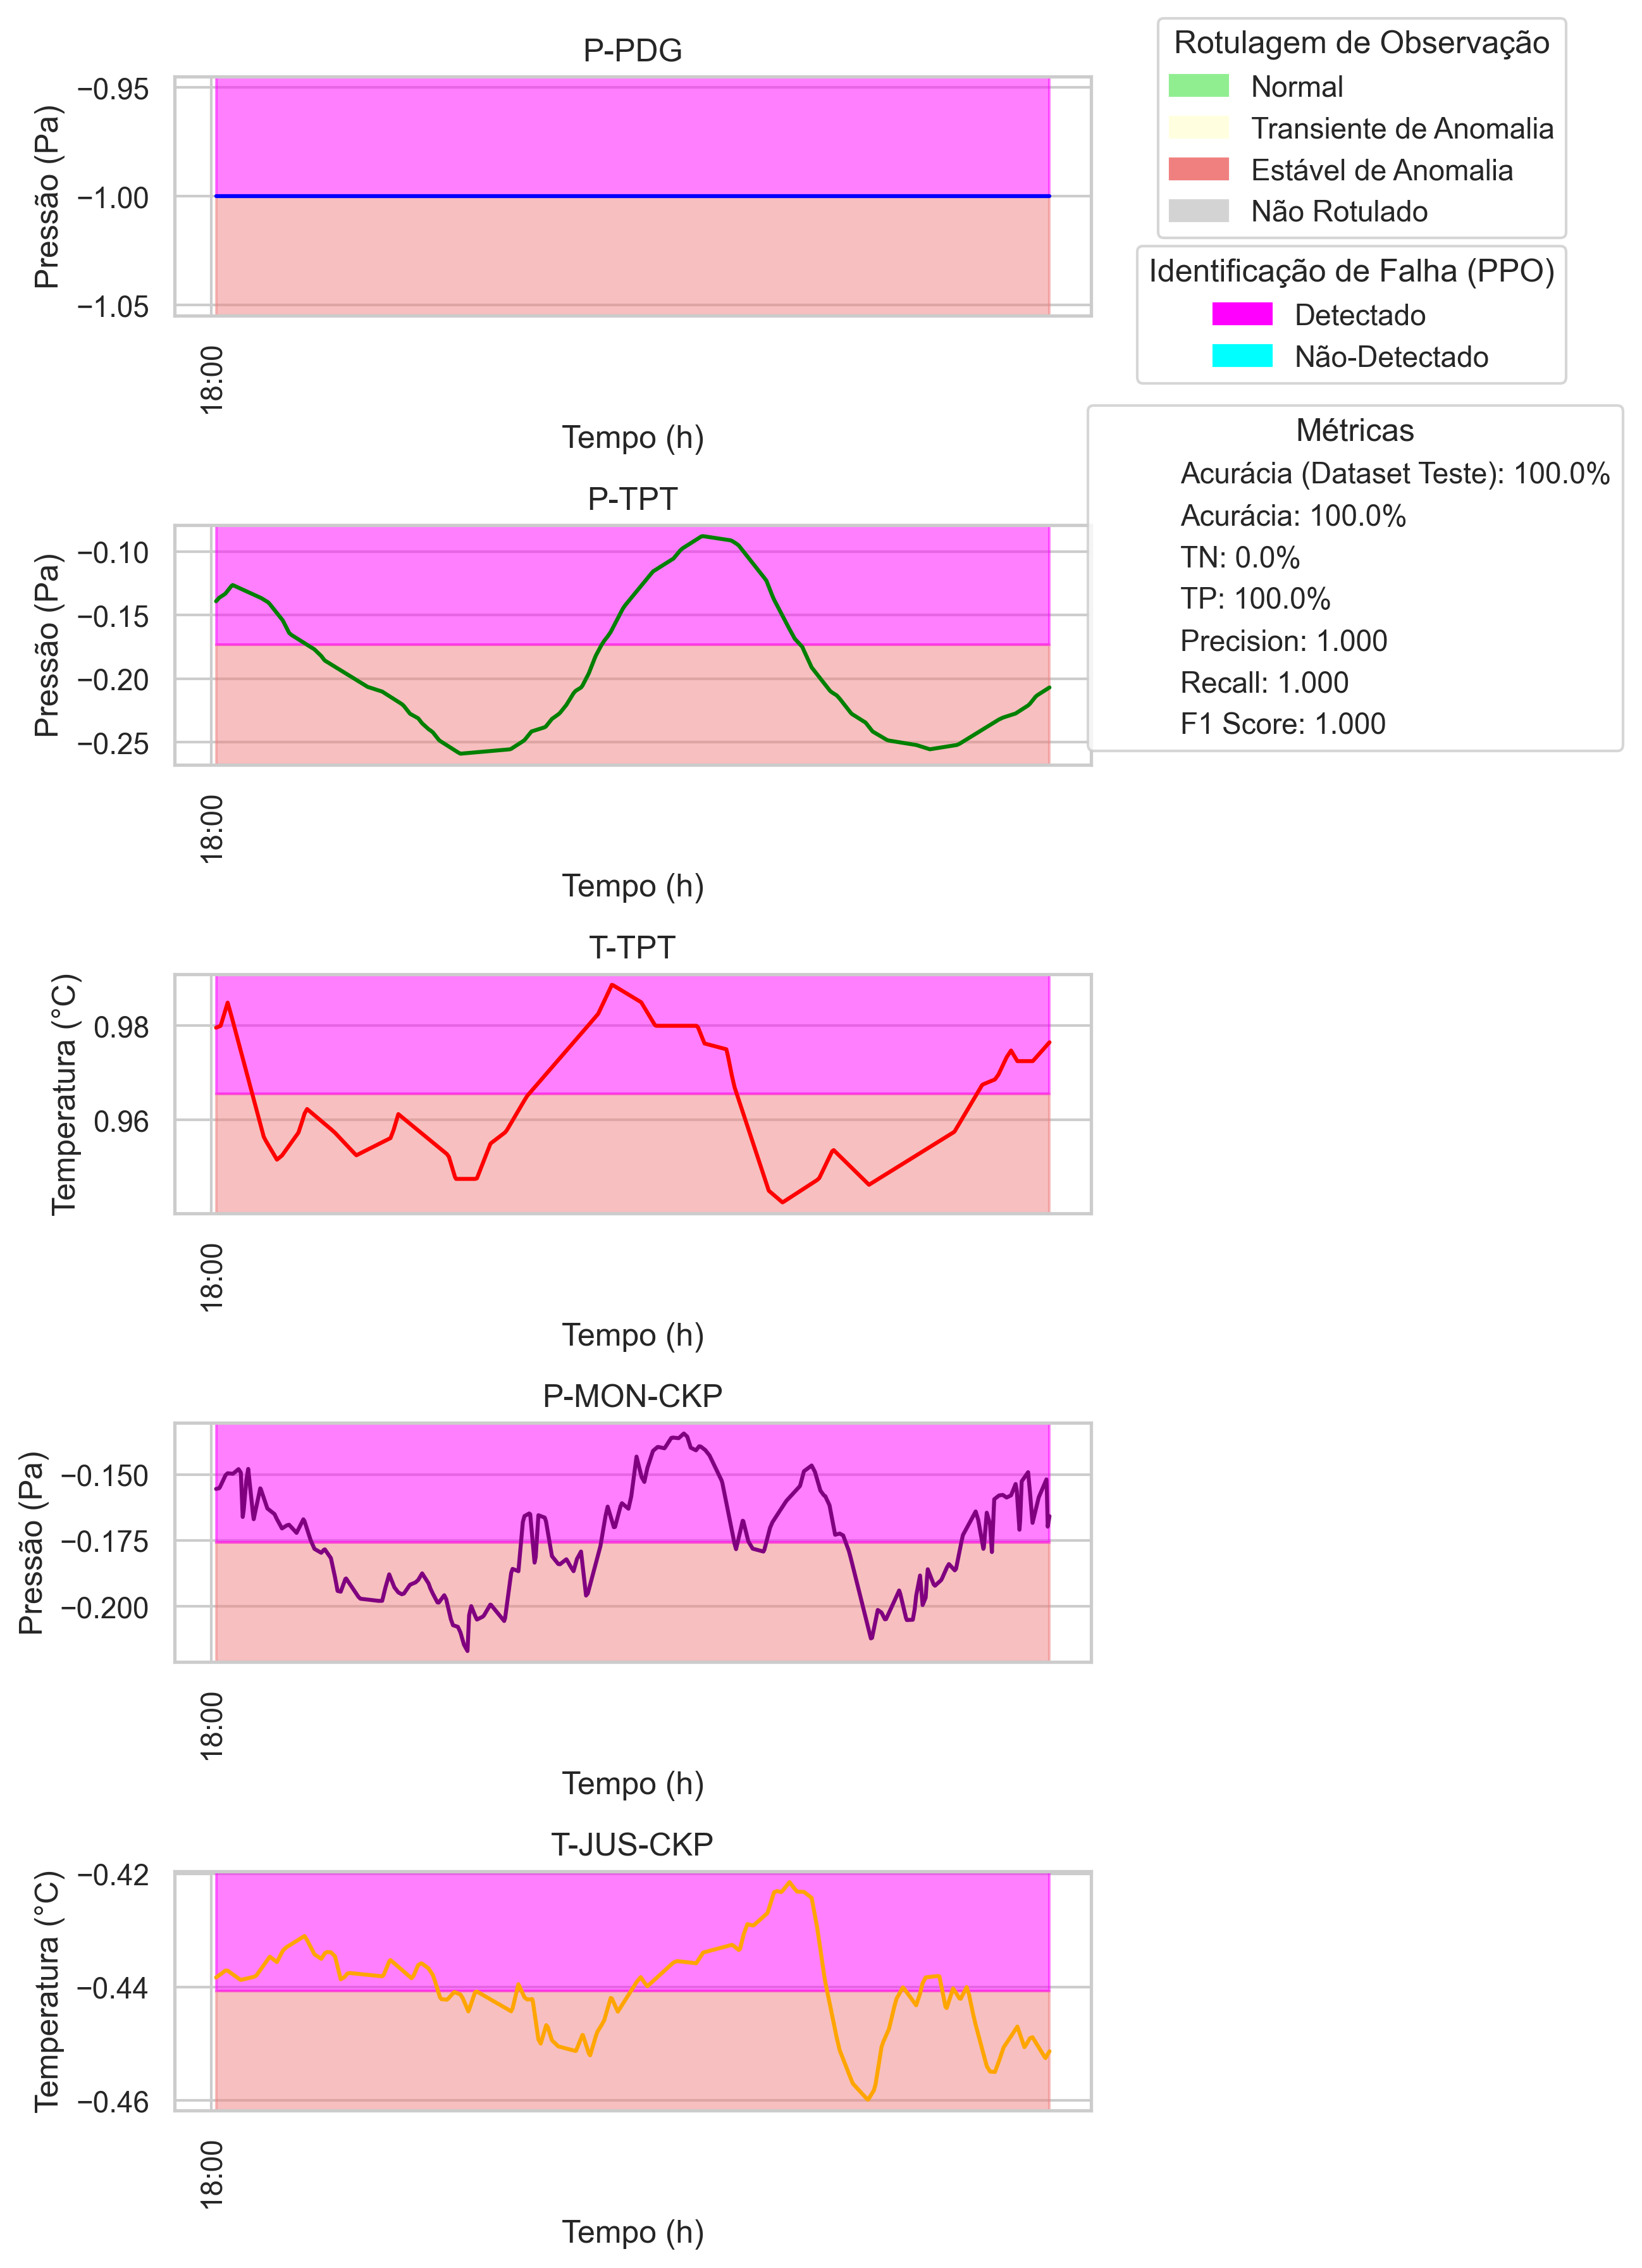 P-PDG
Pressão (Pa)
−0.95
−1.00
−1.05
18:00
Tempo (h)
Rotulagem de Observação
Normal
Transiente de Anomalia
Estável de Anomalia
Não Rotulado
Identificação de Falha (PPO)
Detectado
Não-Detectado
Métricas
Acurácia (Dataset Teste): 100.0%
Acurácia: 100.0%
TN: 0.0%
TP: 100.0%
Precision: 1.000
Recall: 1.000
F1 Score: 1.000
P-TPT
Pressão (Pa)
−0.10
−0.15
−0.20
−0.25
18:00
Tempo (h)
T-TPT
Temperatura (°C)
0.98
0.96
18:00
Tempo (h)
P-MON-CKP
Pressão (Pa)
−0.150
−0.175
−0.200
18:00
Tempo (h)
T-JUS-CKP
Temperatura (°C)
−0.42
−0.44
−0.46
18:00
Tempo (h)